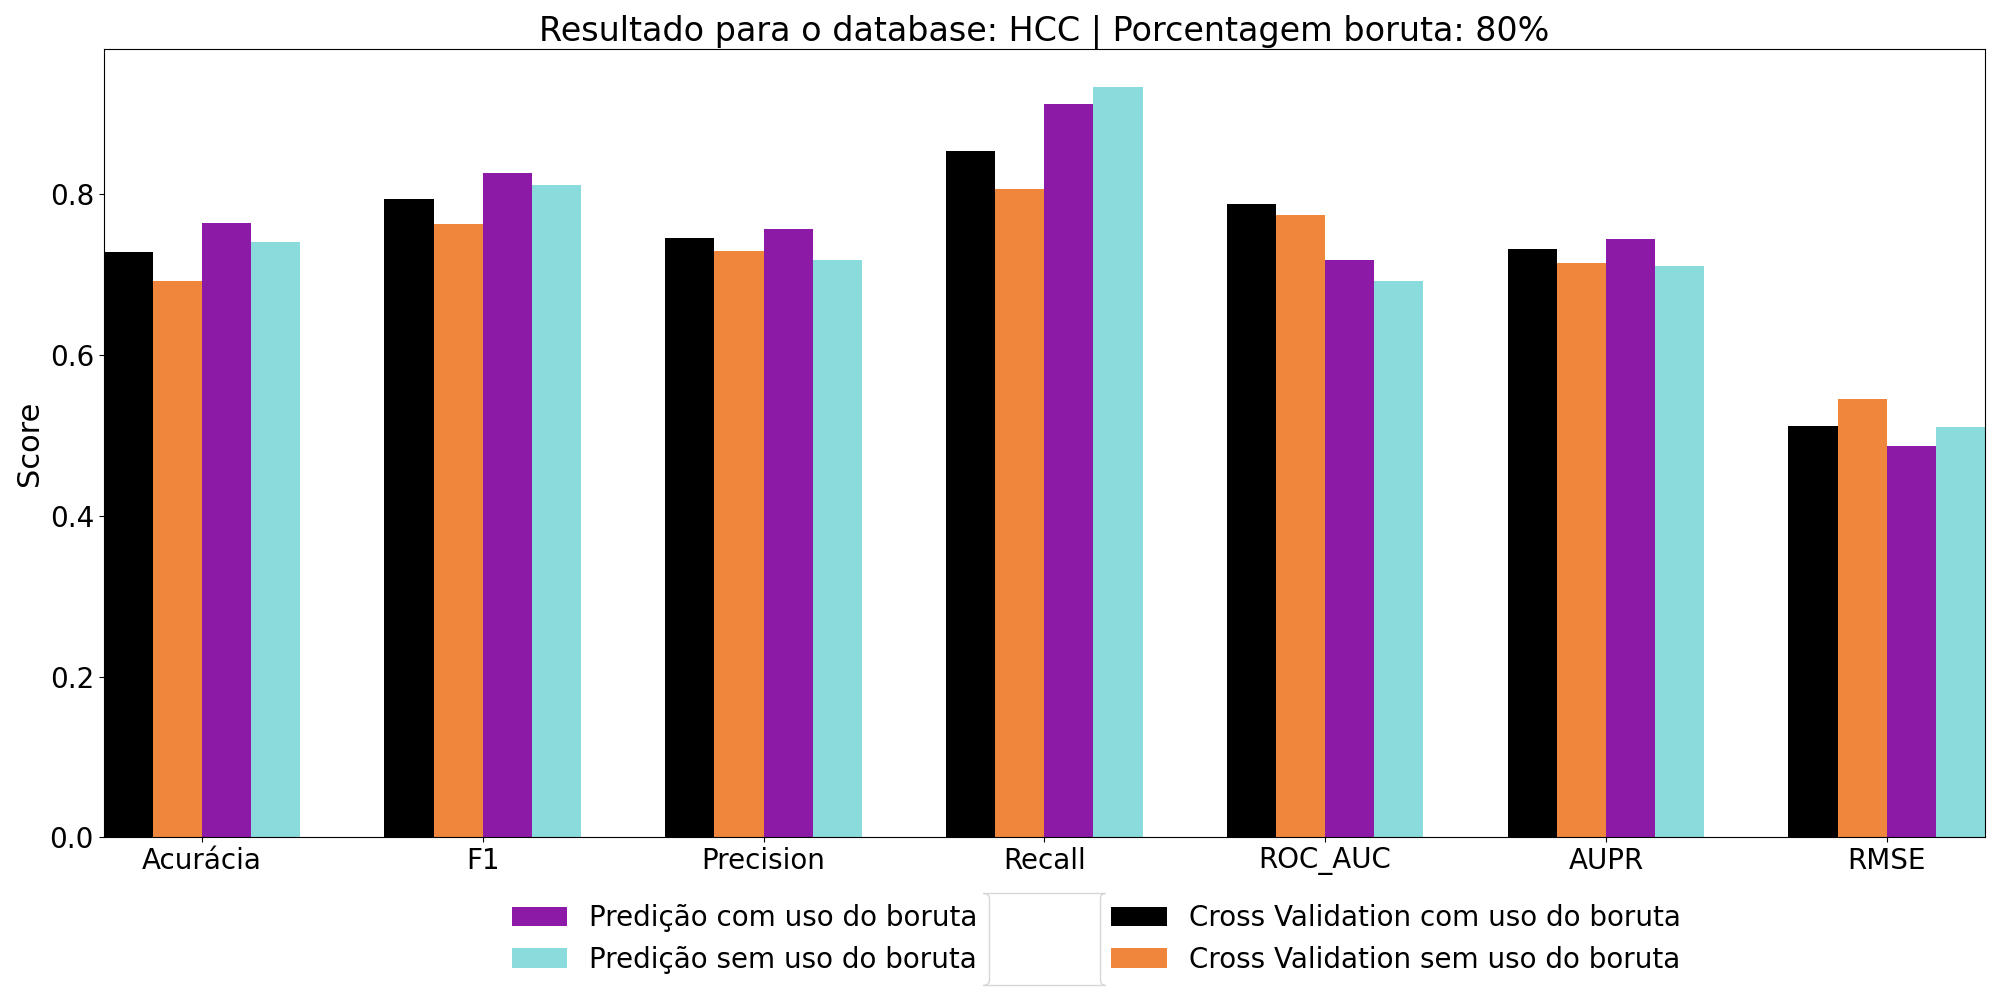 Resultado para o database: HCC | Porcentagem boruta: 80%
Score
0.8
0.6
0.4
0.2
0.0
Acurácia F1 Precision Recall ROC_AUC AUPR RMSE
Predição com uso do boruta
Predição sem uso do boruta
Cross Validation com uso do boruta
Cross Validation sem uso do boruta